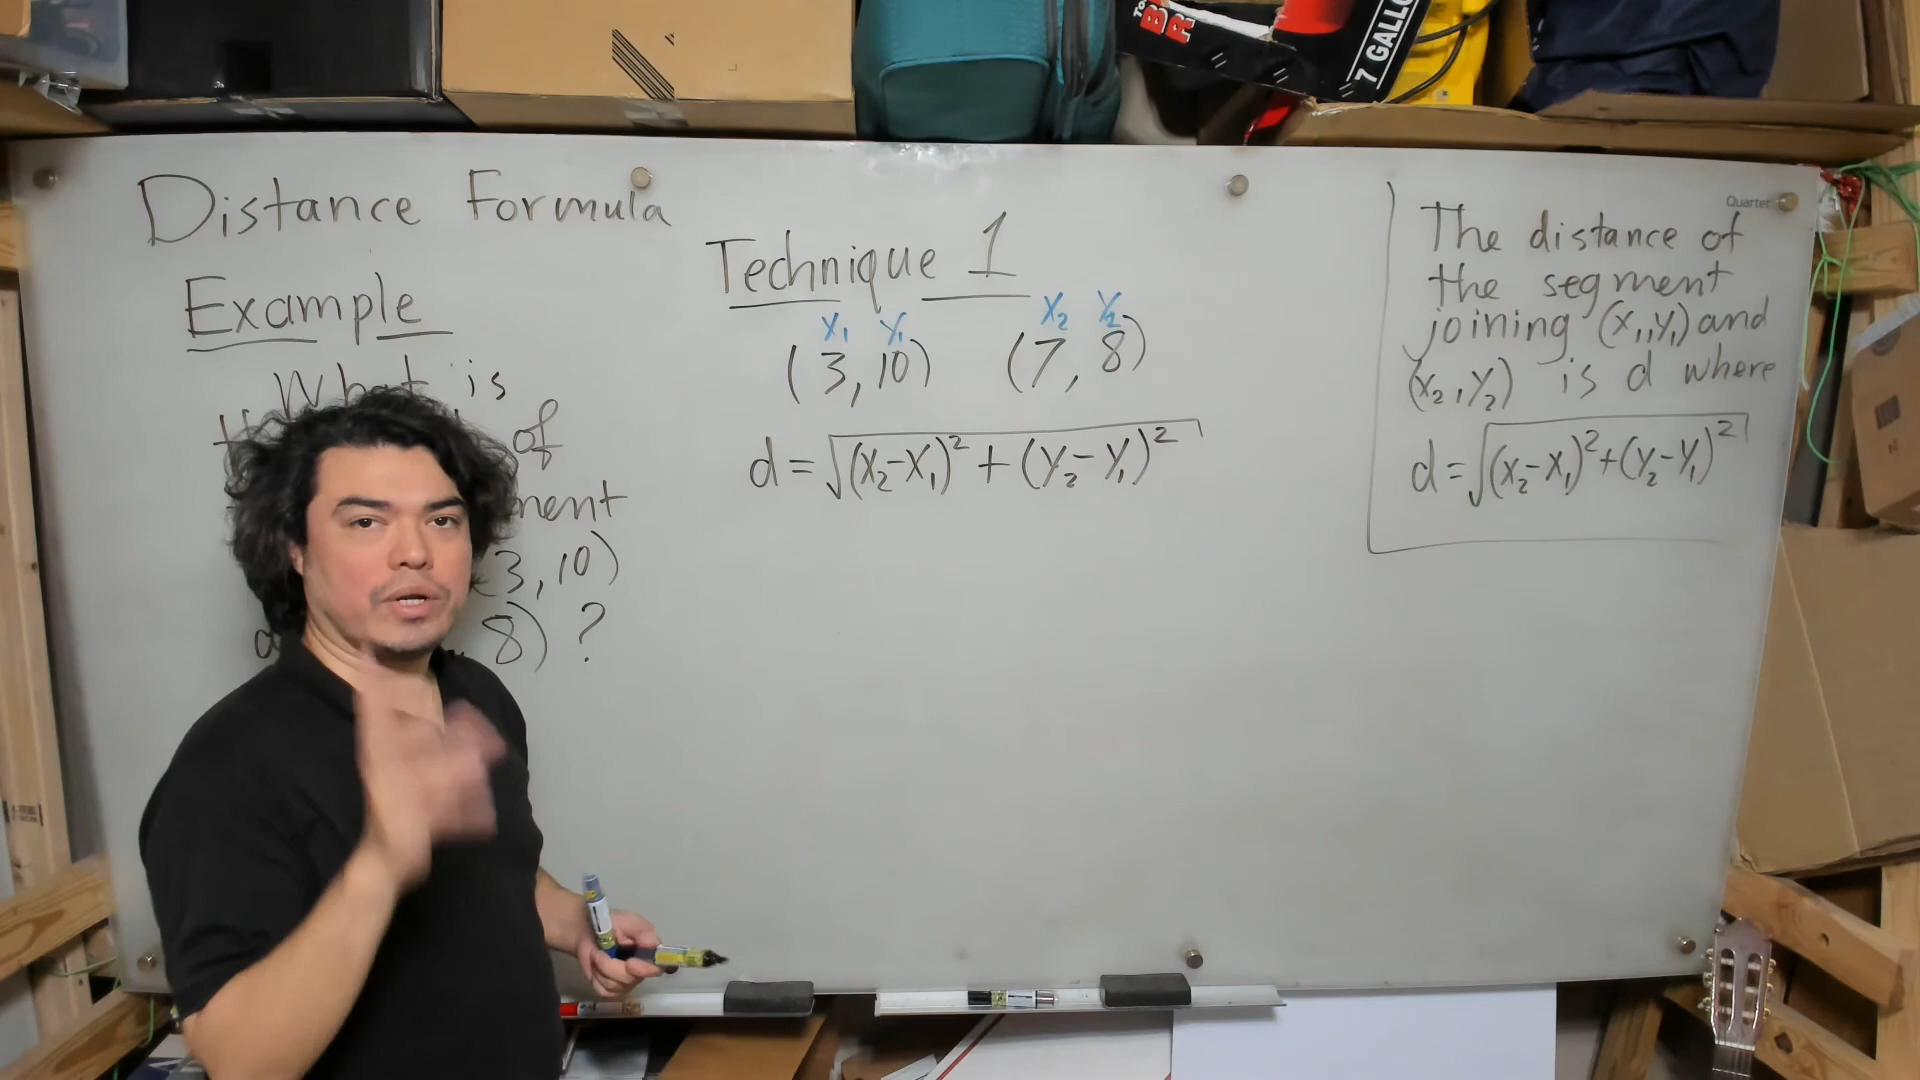 7 GALLO
BR
Distance Formula
Example
What is
of
ment
3, 10)
8) ?
Technique 1
x₁ y₁ x₂ y₂
(3, 10) (7, 8)
d = √(x₂-x₁)² + (y₂-y₁)²
Quartet
The distance of
the segment
joining (x₁, y₁) and
(x₂, y₂) is d where
d = √(x₂-x₁)² + (y₂-y₁)²